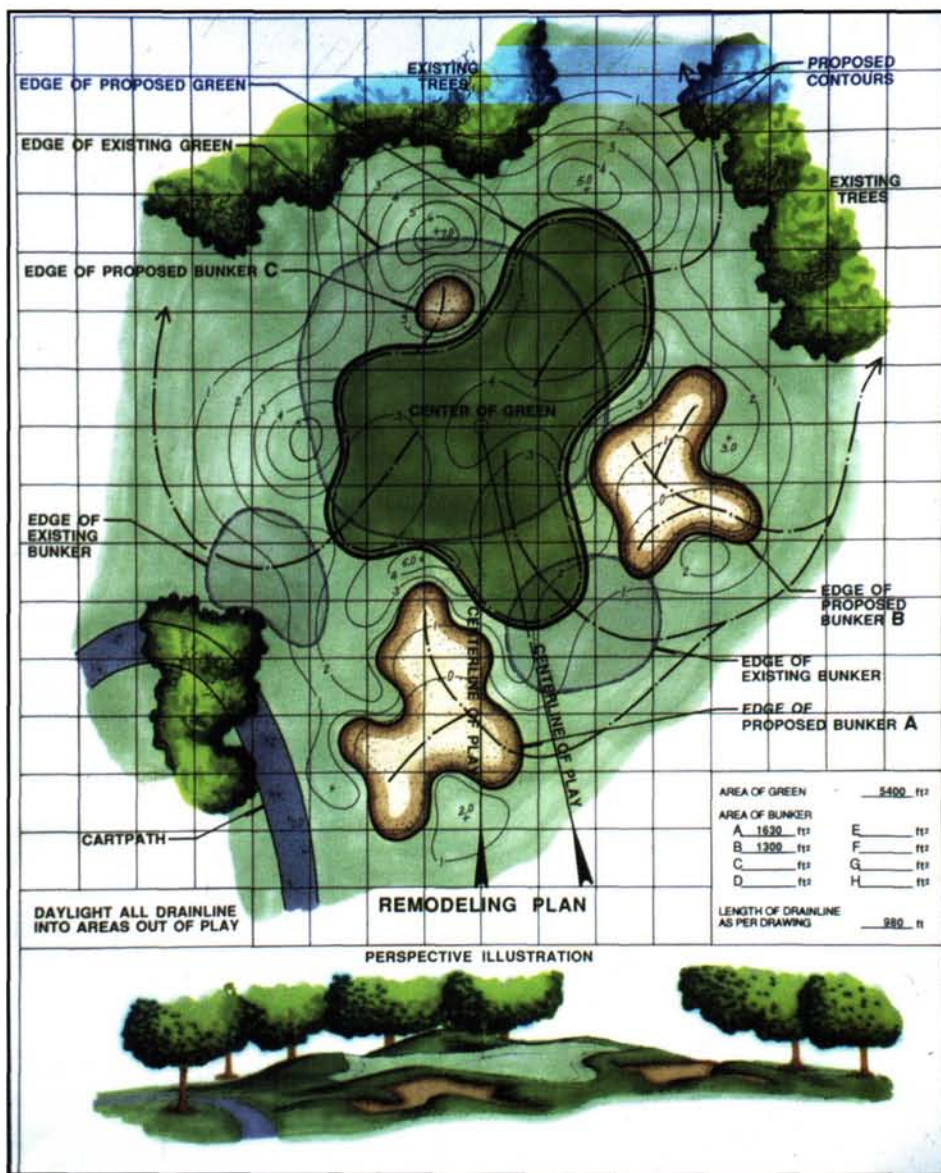 EDGE OF PROPOSED GREEN
EXISTING
TREES
PROPOSED
CONTOURS
EDGE OF EXISTING GREEN
EXISTING
TREES
EDGE OF PROPOSED BUNKER C
CENTER OF GREEN
EDGE OF
EXISTING
BUNKER
EDGE OF
PROPOSED
BUNKER B
EDGE OF
EXISTING BUNKER
EDGE OF
PROPOSED BUNKER A
CENTERLINE OF PLAY
CENTERLINE OF PLAY
CARTPATH
AREA OF GREEN 5400 ft²
AREA OF BUNKER
A 1630 ft² E ft²
B 1300 ft² F ft²
C ft² G ft²
D ft² H ft²
LENGTH OF DRAINLINE
AS PER DRAWING 980 ft
DAYLIGHT ALL DRAINLINE
INTO AREAS OUT OF PLAY
REMODELING PLAN
PERSPECTIVE ILLUSTRATION